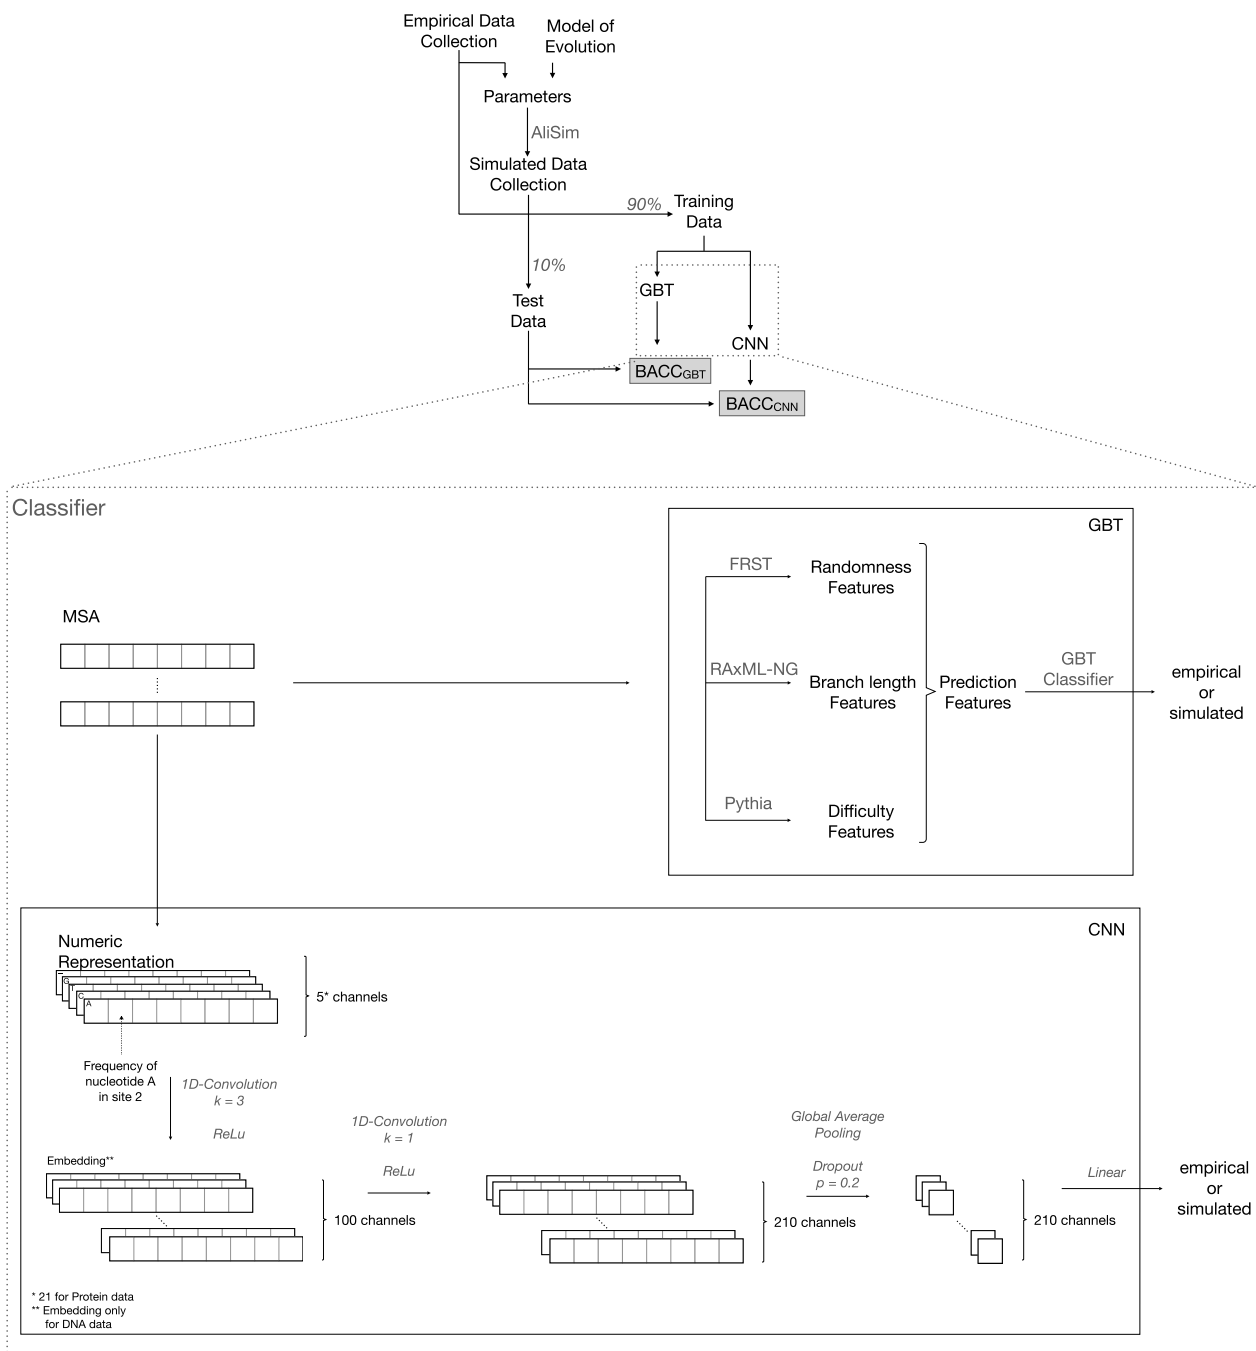 Empirical Data
Collection
Model of
Evolution
Parameters
AliSim
Simulated Data
Collection
90%
Training
Data
10%
Test
Data
GBT
CNN
BACCGBT
BACCCNN
Classifier
GBT
MSA
FRST
Randomness
Features
RAxML-NG
Branch length
Features
Prediction
Features
GBT
Classifier
empirical
or
simulated
Pythia
Difficulty
Features
CNN
Numeric
Representation
-
G
T
C
A
5* channels
Frequency of
nucleotide A
in site 2
1D-Convolution
k = 3
ReLu
Embedding**
100 channels
1D-Convolution
k = 1
ReLu
210 channels
Global Average
Pooling
Dropout
p = 0.2
210 channels
Linear
empirical
or
simulated
* 21 for Protein data
** Embedding only
for DNA data